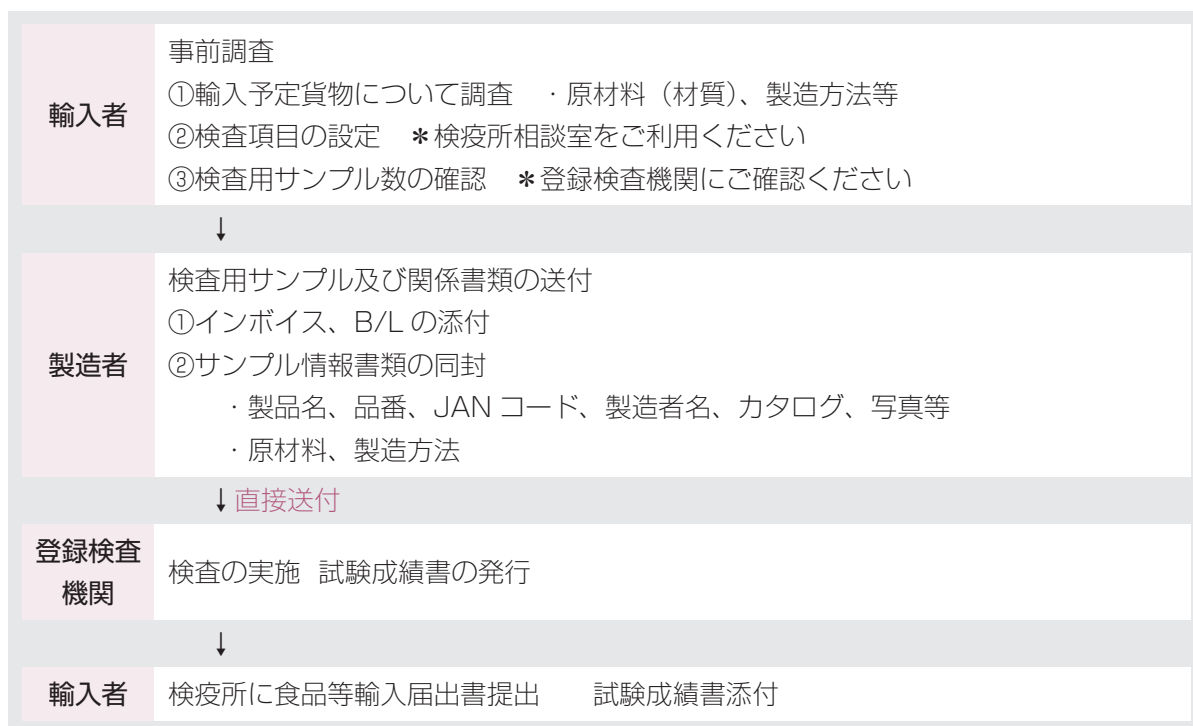 輸入者
事前調査
①輸入予定貨物について調査　・原材料（材質）、製造方法等
②検査項目の設定　＊検疫所相談室をご利用ください
③検査用サンプル数の確認　＊登録検査機関にご確認ください
↓
製造者
検査用サンプル及び関係書類の送付
①インボイス、B/L の添付
②サンプル情報書類の同封
・製品名、品番、JAN コード、製造者名、カタログ、写真等
・原材料、製造方法
↓直接送付
登録検査
機関
検査の実施　試験成績書の発行
↓
輸入者
検疫所に食品等輸入届出書提出　　試験成績書添付